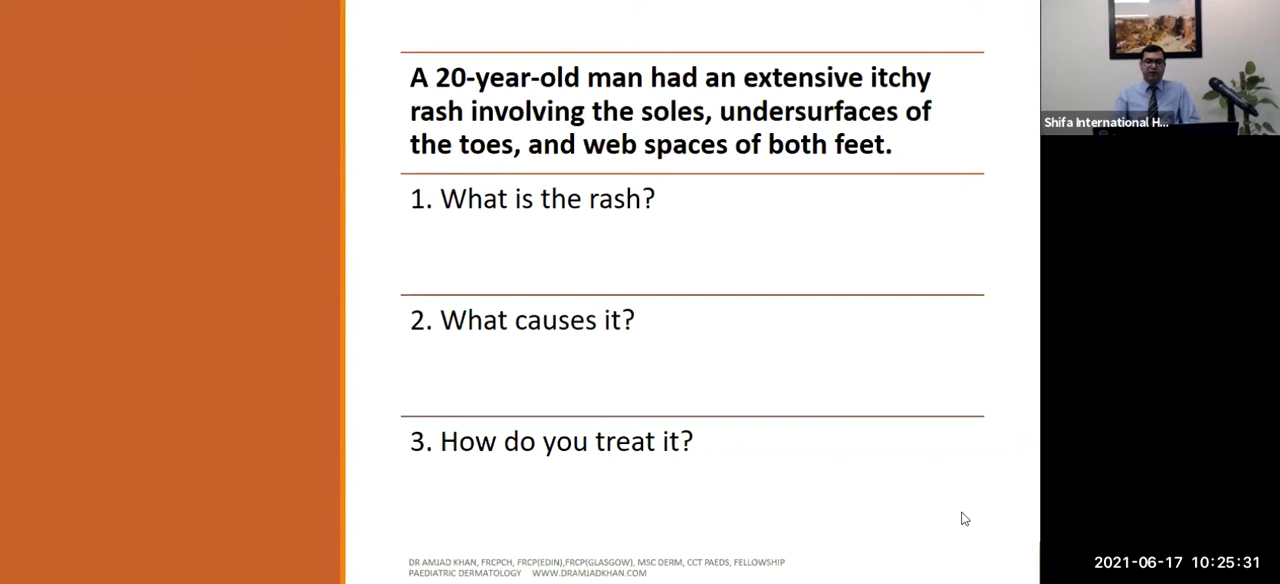 A 20-year-old man had an extensive itchy
rash involving the soles, undersurfaces of
the toes, and web spaces of both feet.
1. What is the rash?
2. What causes it?
3. How do you treat it?
DR AMJAD KHAN, FRCPCH, FRCP(EDIN),FRCP(GLASGOW), MSC DERM, CCT PAEDS, FELLOWSHIP
PAEDIATRIC DERMATOLOGY WWW.DRAMJADKHAN.COM
Shifa International H...
2021-06-17 10:25:31